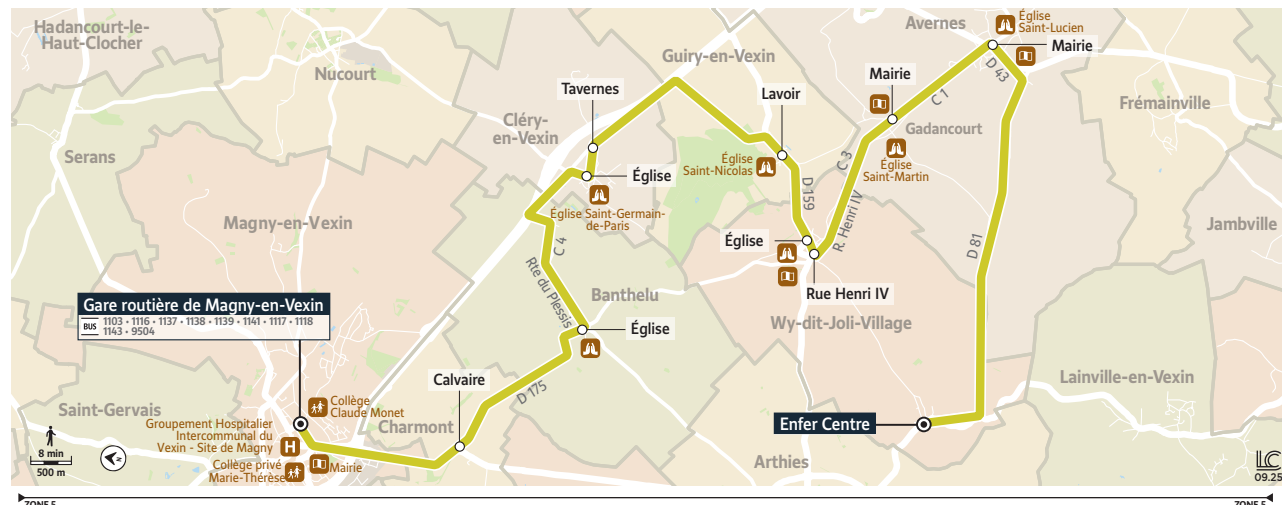 Hadancourt-le-
Haut-Clocher
Nucourt
Serans
Magny-en-Vexin
Cléry-
en-Vexin
Guiry-en-Vexin
Avernes
Église
Saint-Lucien
Mairie
D 43
Mairie
C 1
Gadancourt
Frémainville
Tavernes
Lavoir
Église
Saint-Nicolas
Église
Église Saint-Germain-
de-Paris
C 3
Église
Saint-Martin
D 159
R. Henri IV
D 81
Jambville
C 4
Rte du Plessis
Église
Rue Henri IV
Banthelu
Wy-dit-Joli-Village
Église
Gare routière de Magny-en-Vexin
BUS
1103 • 1116 • 1137 • 1138 • 1139 • 1141 • 1117 • 1118
1143 • 9504
Calvaire
D 175
Lainville-en-Vexin
Saint-Gervais
Collège
Claude Monet
Groupement Hospitalier
Intercommunal du
Vexin - Site de Magny
H
Charmont
Enfer Centre
Collège privé
Marie-Thérèse
Mairie
Arthies
8 min
500 m
LC
09.25
ZONE 5
ZONE 5